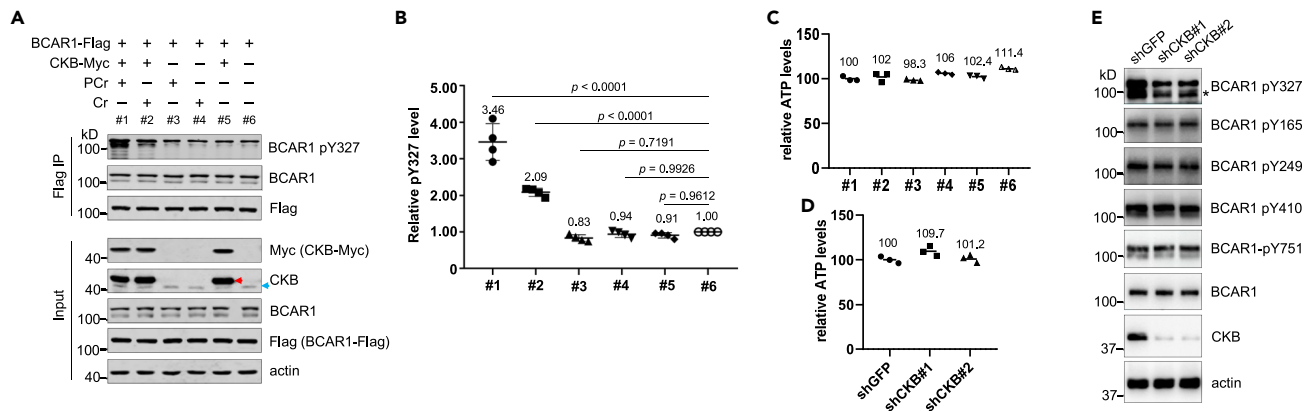 A
BCAR1-Flag + + + + + +
CKB-Myc + + − − + −
PCr + − + − − −
Cr − + − + − −
#1 #2 #3 #4 #5 #6
kD
Flag IP
100 BCAR1 pY327
100 BCAR1
100 Flag
Input
40 Myc (CKB-Myc)
40 CKB
100 BCAR1
100 Flag (BCAR1-Flag)
40 actin
B
Relative pY327 level
5.00
4.00
3.00
2.00
1.00
0
p < 0.0001
p < 0.0001
p = 0.7191
p = 0.9926
p = 0.9612
3.46
2.09
0.83
0.94
0.91
1.00
#1 #2 #3 #4 #5 #6
C
relative ATP levels
150
100
50
0
100 102 98.3 106 102.4 111.4
#1 #2 #3 #4 #5 #6
D
relative ATP levels
150
100
50
0
100 109.7 101.2
shGFP shCKB#1 shCKB#2
E
shGFP shCKB#1 shCKB#2
kD
100 BCAR1 pY327
*
100 BCAR1 pY165
100 BCAR1 pY249
100 BCAR1 pY410
100 BCAR1-pY751
100 BCAR1
37 CKB
37 actin